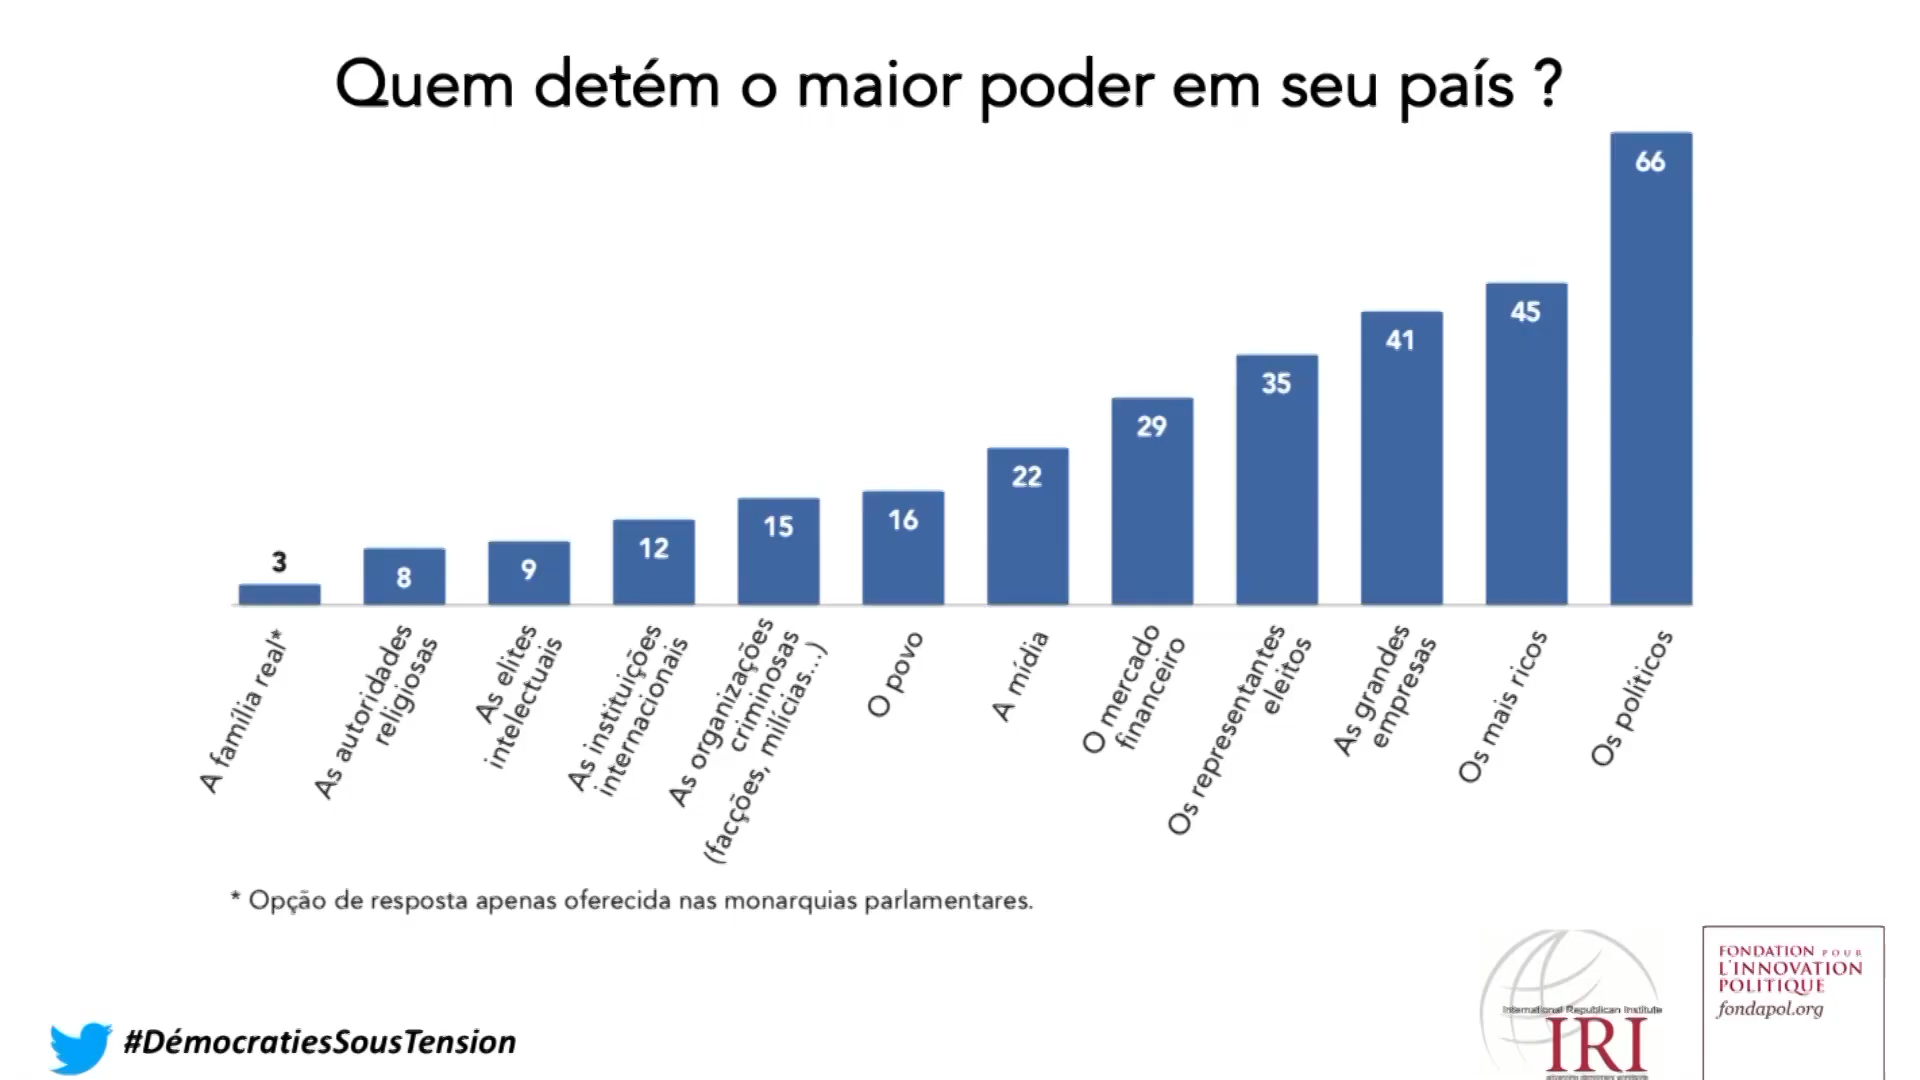 Quem detém o maior poder em seu país ?
66
45
41
35
29
22
16
15
12
9
8
3
A família real*
As autoridades
religiosas
As elites
intelectuais
As instituições
internacionais
As organizações
criminosas
(facções, milícias...)
O povo
A mídia
O mercado
financeiro
Os representantes
eleitos
As grandes
empresas
Os mais ricos
Os políticos
* Opção de resposta apenas oferecida nas monarquias parlamentares.
#DémocratiesSousTension
International Republican Institute
IRI
FONDATION POUR
L'INNOVATION
POLITIQUE
fondapol.org